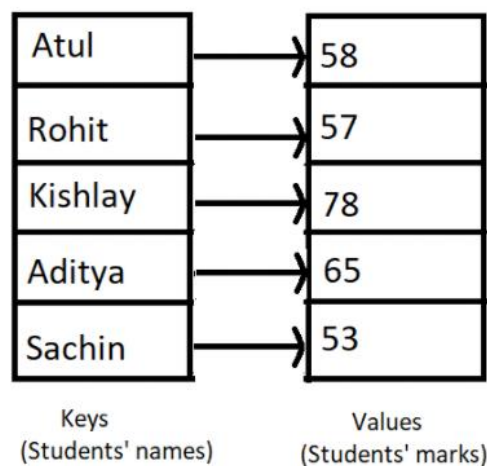 Atul 58
Rohit 57
Kishlay 78
Aditya 65
Sachin 53
Keys Values
(Students' names) (Students' marks)